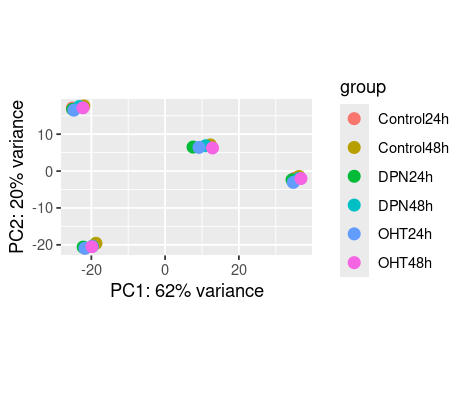 group
Control24h
Control48h
DPN24h
DPN48h
OHT24h
OHT48h
PC2: 20% variance
10
0
-10
-20
-20
0
20
PC1: 62% variance